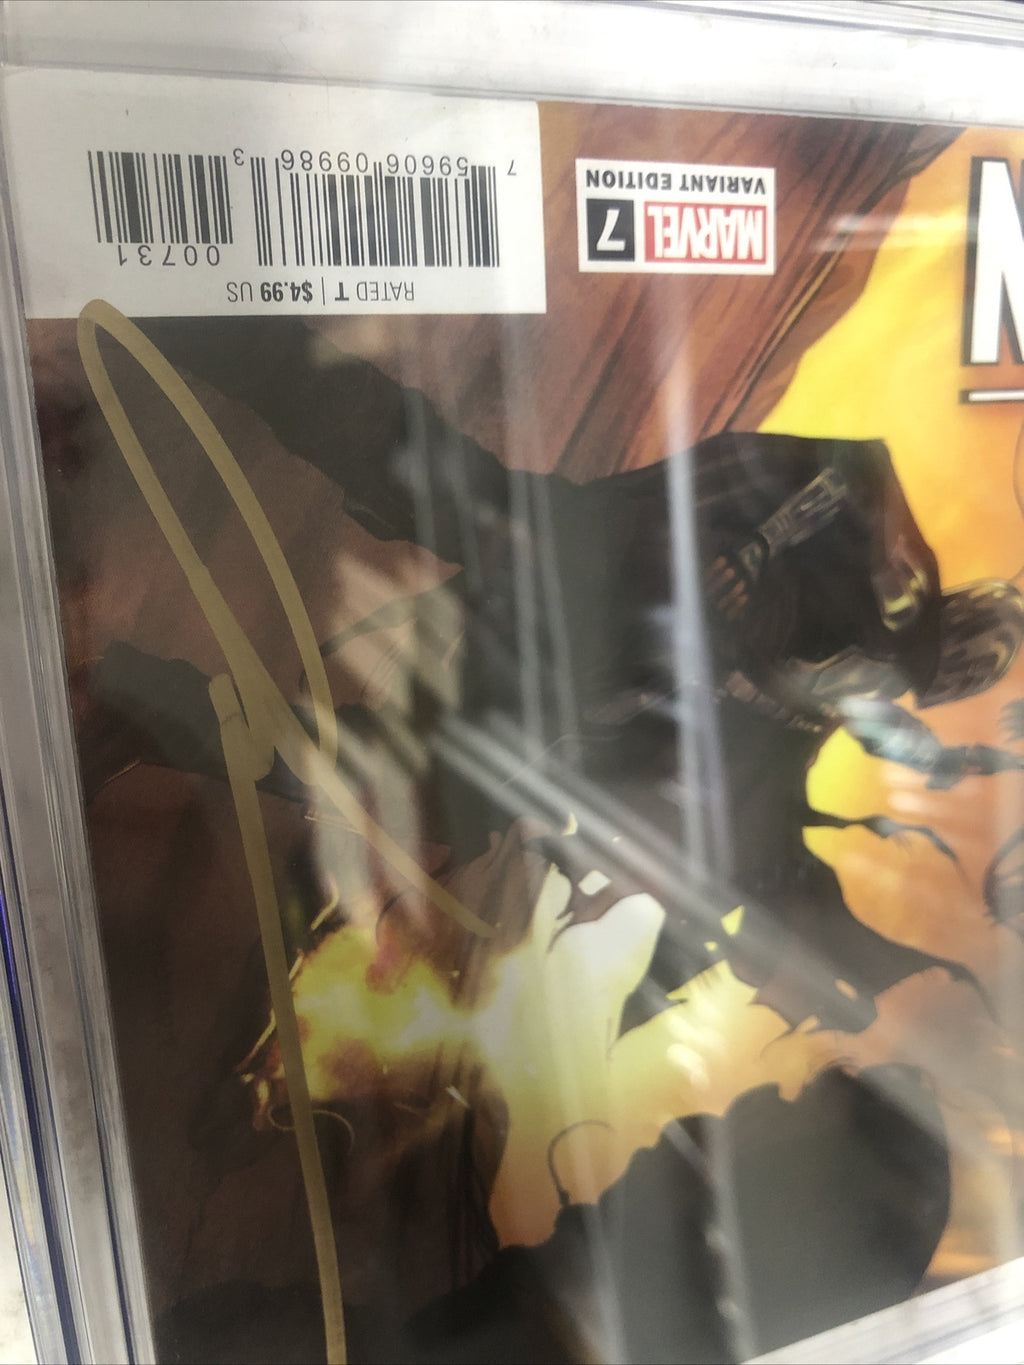 MARVEL 7
VARIANT EDITION
RATED T | $4.99 US
00731
7 59606 09986 3